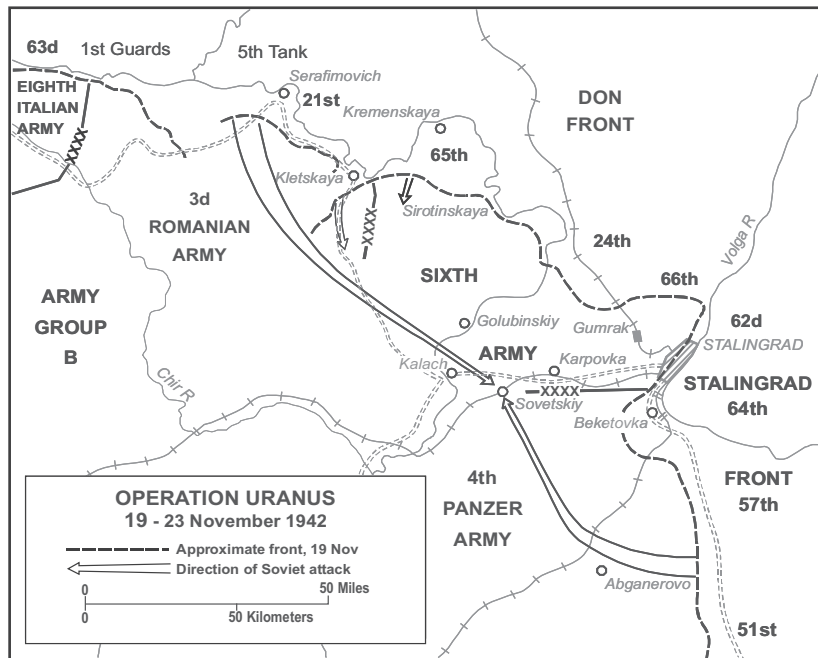 63d
1st Guards
5th Tank
EIGHTH
ITALIAN
ARMY
XXXX
Serafimovich
21st
Kremenskaya
DON
FRONT
65th
Kletskaya
XXXX
Sirotinskaya
3d
ROMANIAN
ARMY
24th
Volga R
SIXTH
66th
ARMY
GROUP
B
Golubinskiy
Gumrak
62d
STALINGRAD
Chir R
Kalach
ARMY
Karpovka
XXXX
Sovetskiy
STALINGRAD
64th
Beketovka
4th
PANZER
ARMY
FRONT
57th
Abganerovo
51st
OPERATION URANUS
19 - 23 November 1942
Approximate front, 19 Nov
Direction of Soviet attack
0 50 Miles
0 50 Kilometers